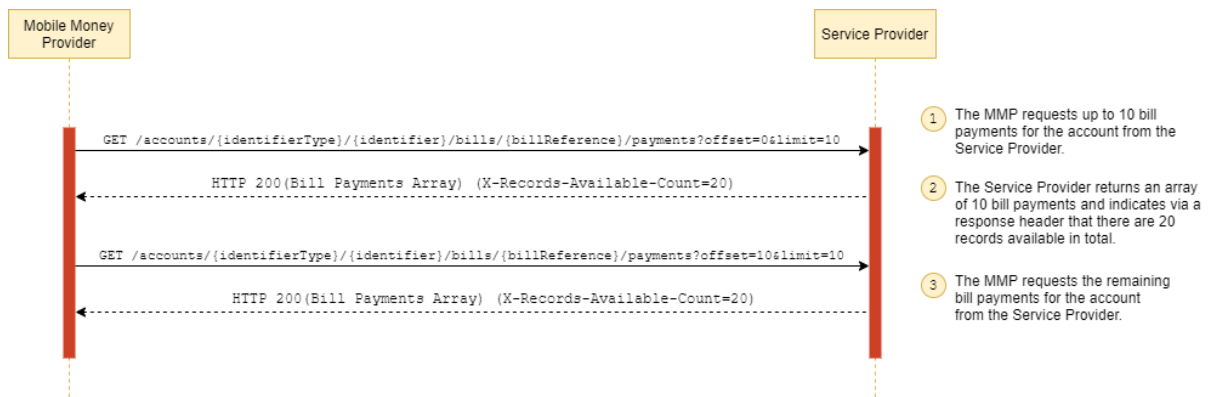 Mobile Money
Provider
Service Provider
GET /accounts/{identifierType}/{identifier}/bills/{billReference}/payments?offset=0&limit=10
HTTP 200(Bill Payments Array) (X-Records-Available-Count=20)
GET /accounts/{identifierType}/{identifier}/bills/{billReference}/payments?offset=10&limit=10
HTTP 200(Bill Payments Array) (X-Records-Available-Count=20)
1 The MMP requests up to 10 bill
payments for the account from the
Service Provider.
2 The Service Provider returns an array
of 10 bill payments and indicates via a
response header that there are 20
records available in total.
3 The MMP requests the remaining
bill payments for the account
from the Service Provider.